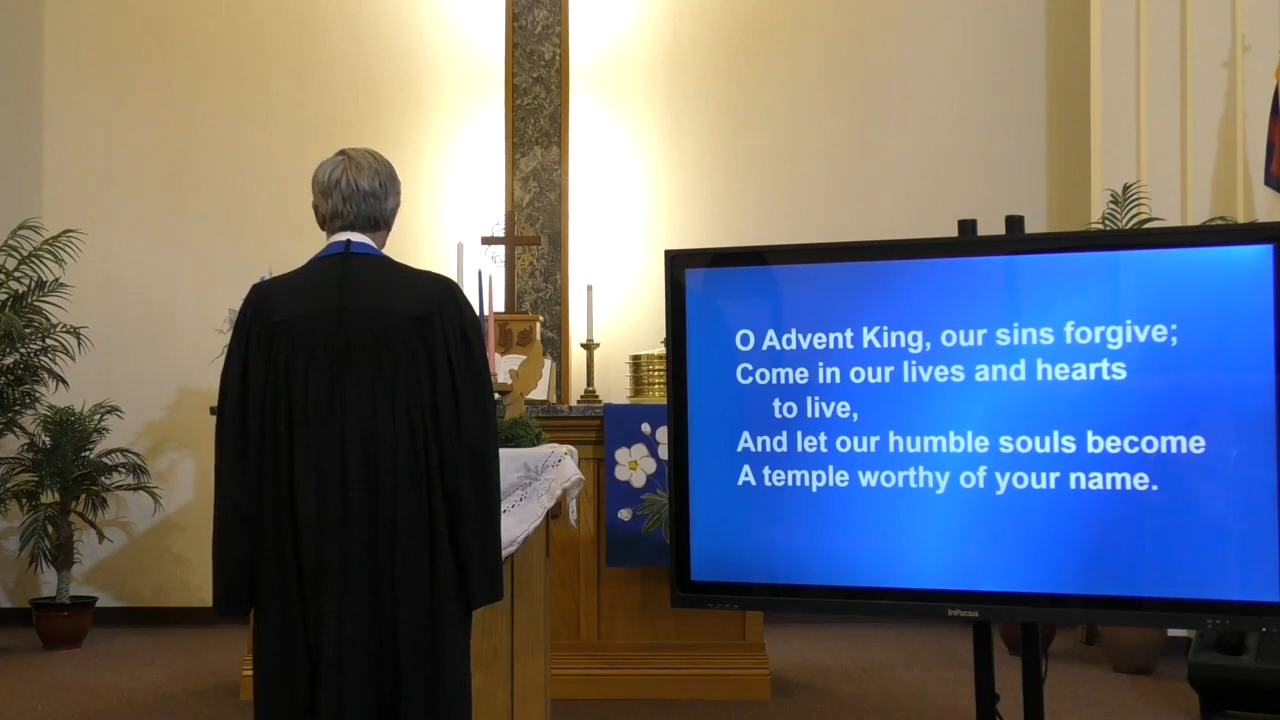 O Advent King, our sins forgive;
Come in our lives and hearts
to live,
And let our humble souls become
A temple worthy of your name.
InFocus